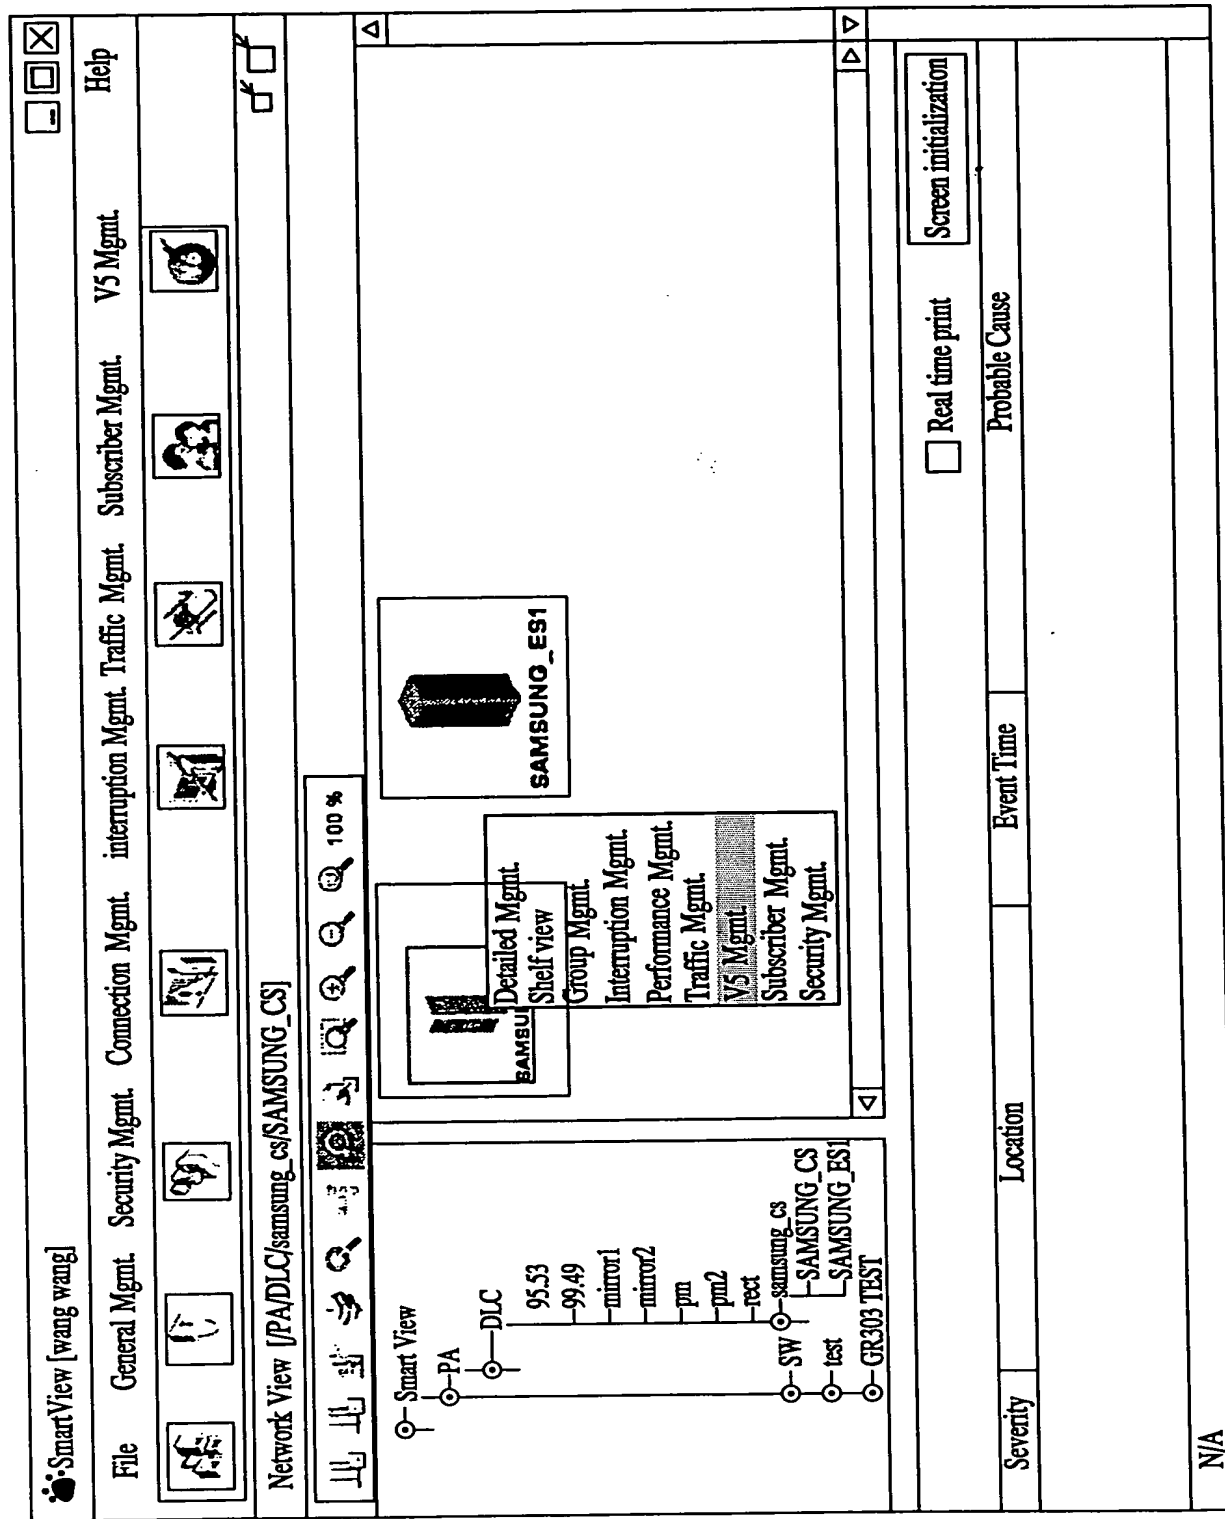 SmartView [wang wang]
File General Mgmt. Security Mgmt. Connection Mgmt. interruption Mgmt. Traffic Mgmt. Subscriber Mgmt. V5 Mgmt. Help
Network View [/PA/DLC/samsung_cs/SAMSUNG_CS]
100 %
Smart View
PA
DLC
95.53
99.49
mirror1
mirror2
pm
pm2
rect
samsung_cs
SAMSUNG_CS
SAMSUNG_ES1
SW
test
GR303 TEST
SAMSU
Detailed Mgmt.
Shelf view
Group Mgmt.
Interruption Mgmt.
Performance Mgmt.
Traffic Mgmt.
V5 Mgmt.
Subscriber Mgmt.
Security Mgmt.
SAMSUNG_ES1
Real time print Screen initialization
Severity Location Event Time Probable Cause
N/A